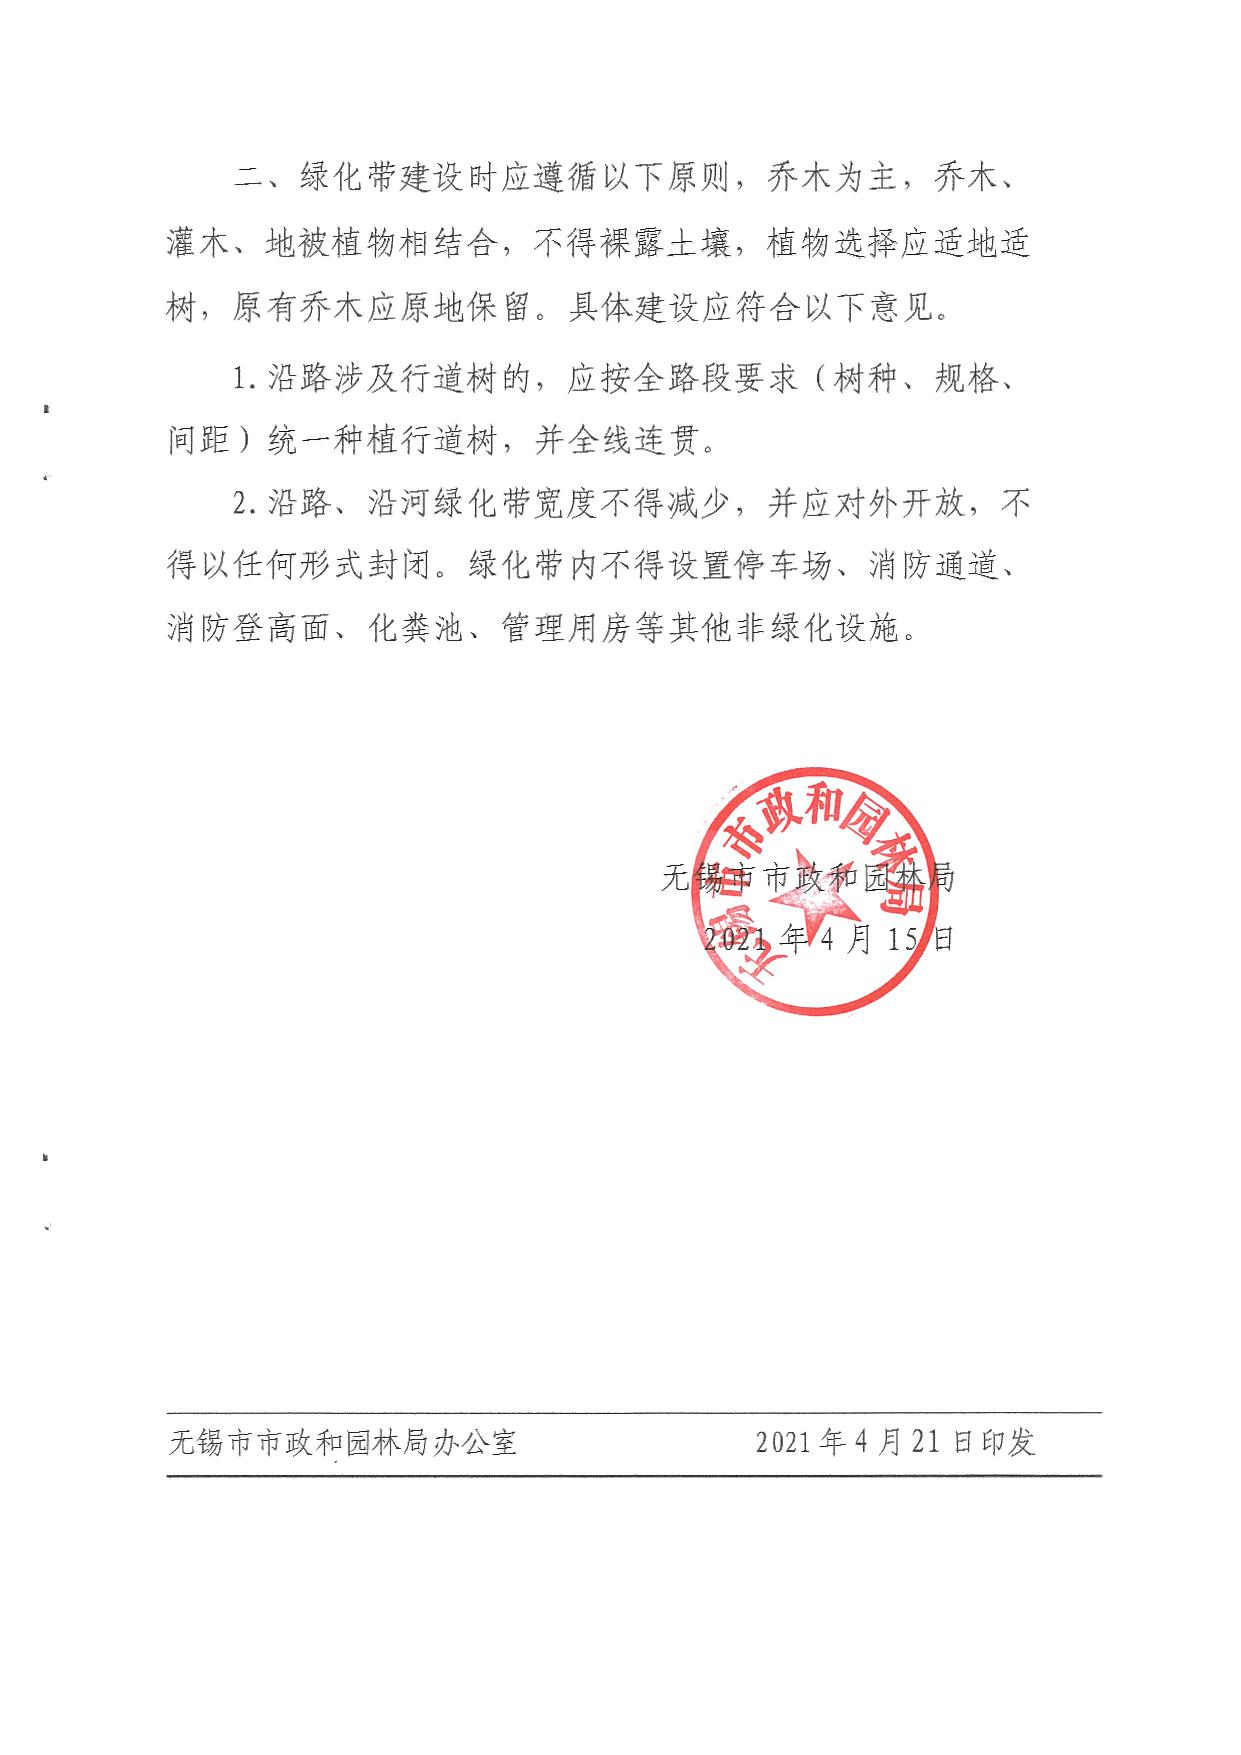 二、绿化带建设时应遵循以下原则，乔木为主，乔木、
灌木、地被植物相结合，不得裸露土壤，植物选择应适地适
树，原有乔木应原地保留。具体建设应符合以下意见。
1.沿路涉及行道树的，应按全路段要求（树种、规格、
间距）统一种植行道树，并全线连贯。
2.沿路、沿河绿化带宽度不得减少，并应对外开放，不
得以任何形式封闭。绿化带内不得设置停车场、消防通道、
消防登高面、化粪池、管理用房等其他非绿化设施。
无锡市市政和园林局
无锡市市政和园林局
2021年4月15日
无锡市市政和园林局办公室 2021年4月21日印发